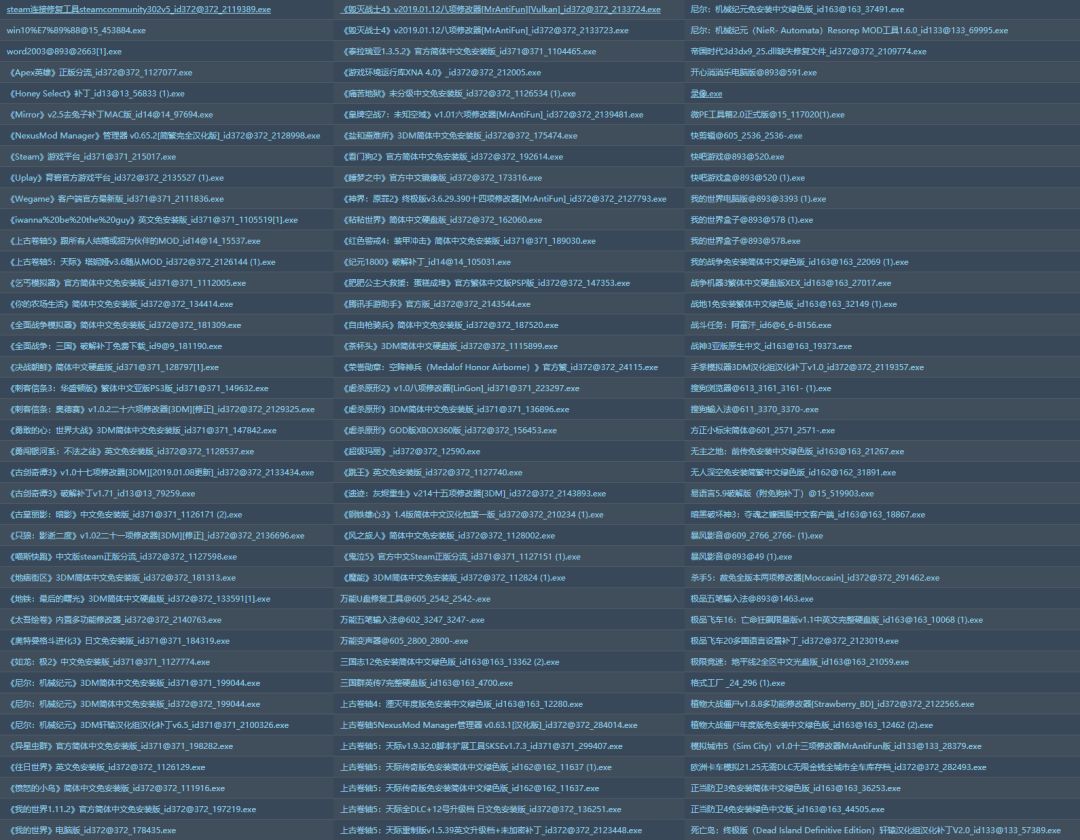 steam连接修复工具steamcommunity302v5_id372@372_2119389.exe
win10%E7%89%88@15_453884.exe
word2003@893@2663[1].exe
《Apex英雄》正版分流_id372@372_1127077.exe
《Honey Select》补丁_id13@13_56833 (1).exe
《Mirror》v2.5去兔子补丁MAC版_id14@14_97694.exe
《NexusMod Manager》管理器 v0.65.2[简繁完全汉化版]_id372@372_2128998.exe
《Steam》游戏平台_id371@371_215017.exe
《Uplay》育碧官方游戏平台_id372@372_2135527 (1).exe
《Wegame》客户端官方最新版_id371@371_2111836.exe
《iwanna%20be%20the%20guy》英文免安装版_id371@371_1105519[1].exe
《上古卷轴5》跟所有人结婚或招为伙伴的MOD_id14@14_15537.exe
《上古卷轴5：天际》塔妮娅v3.6随从MOD_id372@372_2126144 (1).exe
《乞丐模拟器》官方简体中文免安装版_id371@371_1112005.exe
《你的农场生活》简体中文免安装版_id372@372_134414.exe
《全面战争模拟器》简体中文免安装版_id372@372_181309.exe
《全面战争：三国》破解补丁免费下载_id9@9_181190.exe
《决战朝鲜》简体中文硬盘版_id371@371_128797[1].exe
《刺客信条3：华盛顿版》繁体中文亚版PS3版_id371@371_149632.exe
《刺客信条：奥德赛》v1.0.2二十六项修改器[3DM][修正]_id372@372_2129325.exe
《勇敢的心：世界大战》3DM简体中文免安装版_id371@371_147842.exe
《勇闯银河系：不法之徒》英文免安装版_id372@372_1128537.exe
《古剑奇谭3》v1.0十七项修改器[3DM][2019.01.08更新]_id372@372_2133434.exe
《古剑奇谭3》破解补丁v1.71_id13@13_79259.exe
《古墓丽影：暗影》中文免安装版_id371@371_1126171 (2).exe
《只狼：影逝二度》v1.02二十一项修改器[3DM][修正]_id372@372_2136696.exe
《喵斯快跑》中文版steam正版分流_id372@372_1127598.exe
《地痞街区》3DM简体中文免安装版_id372@372_181313.exe
《地铁：最后的曙光》3DM简体中文硬盘版_id372@372_133591[1].exe
《太吾绘卷》内置多功能修改器_id372@372_2140763.exe
《奥特曼格斗进化3》日文免安装版_id371@371_184319.exe
《如龙：极2》中文免安装版_id371@371_1127774.exe
《尼尔：机械纪元》3DM简体中文免安装版_id371@371_199044.exe
《尼尔：机械纪元》3DM简体中文免安装版_id372@372_199044.exe
《尼尔：机械纪元》3DM轩辕汉化组汉化补丁v6.5_id371@371_2100326.exe
《异星虫群》官方简体中文免安装版_id371@371_198282.exe
《往日世界》英文免安装版_id372@372_1126129.exe
《愤怒的小鸟》简体中文免安装版_id372@372_111916.exe
《我的世界1.11.2》官方简体中文免安装版_id372@372_197219.exe
《我的世界》电脑版_id372@372_178435.exe
《毁灭战士4》v2019.01.12八项修改器[MrAntiFun][Vulkan]_id372@372_2133724.exe
《毁灭战士4》v2019.01.12八项修改器[MrAntiFun]_id372@372_2133723.exe
《泰拉瑞亚1.3.5.2》官方简体中文免安装版_id371@371_1104465.exe
《游戏环境运行库XNA 4.0》_id372@372_212005.exe
《痛苦地狱》未分级中文免安装版_id372@372_1126534 (1).exe
《皇牌空战7：未知空域》v1.01六项修改器[MrAntiFun]_id372@372_2139481.exe
《盐和避难所》3DM简体中文免安装版_id372@372_175474.exe
《看门狗2》官方简体中文免安装版_id372@372_192614.exe
《睡梦之中》官方中文镜像版_id372@372_173316.exe
《神界：原罪2》终极版v3.6.29.390十四项修改器[MrAntiFun]_id372@372_2127793.exe
《粘粘世界》简体中文硬盘版_id372@372_162060.exe
《红色警戒4：装甲冲击》简体中文免安装版_id371@371_189030.exe
《纪元1800》破解补丁_id14@14_105031.exe
《肥肥公主大救援：蛋糕成堆》官方繁体中文版PSP版_id372@372_147353.exe
《腾讯手游助手》官方版_id372@372_2143544.exe
《自由枪骑兵》简体中文免安装版_id372@372_187520.exe
《茶杯头》3DM简体中文硬盘版_id372@372_1115899.exe
《荣誉勋章：空降神兵（Medalof Honor Airborne）》官方繁_id372@372_24115.exe
《虐杀原形2》v1.0八项修改器[LinGon]_id371@371_223297.exe
《虐杀原形》3DM简体中文免安装版_id371@371_136896.exe
《虐杀原形》GOD版XBOX360版_id372@372_156453.exe
《超级玛丽》_id372@372_12590.exe
《跳王》英文免安装版_id372@372_1127740.exe
《遗迹：灰烬重生》v214十五项修改器[3DM]_id372@372_2143893.exe
《钢铁雄心3》1.4版简体中文汉化包第一版_id372@372_210234 (1).exe
《风之旅人》简体中文免安装版_id372@372_1128002.exe
《鬼泣5》官方中文Steam正版分流_id371@371_1127151 (1).exe
《魔能》3DM简体中文免安装版_id372@372_112824 (1).exe
万能U盘修复工具@605_2542_2542-.exe
万能五笔输入法@602_3247_3247-.exe
万能变声器@605_2800_2800-.exe
三国志12免安装简体中文绿色版_id163@163_13362 (2).exe
三国群英传7完整硬盘版_id163@163_4700.exe
上古卷轴4：湮灭年度版免安装中文绿色版_id163@163_12280.exe
上古卷轴5NexusMod Manager管理器 v0.63.1[汉化版]_id372@372_284014.exe
上古卷轴5：天际v1.9.32.0脚本扩展工具SKSEv1.7.3_id371@371_299407.exe
上古卷轴5：天际传奇版免安装简体中文绿色版_id162@162_11637 (1).exe
上古卷轴5：天际传奇版免安装简体中文绿色版_id162@162_11637.exe
上古卷轴5：天际全DLC+12号升级档 日文免安装版_id372@372_136251.exe
上古卷轴5：天际重制版v1.5.39英文升级档+未加密补丁_id372@372_2123448.exe
尼尔：机械纪元免安装中文绿色版_id163@163_37491.exe
尼尔：机械纪元（NieR- Automata）Resorep MOD工具1.6.0_id133@133_69995.exe
帝国时代3d3dx9_25.dll缺失修复文件_id372@372_2109774.exe
开心消消乐电脑版@893@591.exe
录像.exe
微PE工具箱2.0正式版@15_117020(1).exe
快剪辑@605_2536_2536-.exe
快吧游戏@893@520.exe
快吧游戏盒@893@520 (1).exe
我的世界电脑版@893@3393 (1).exe
我的世界盒子@893@578 (1).exe
我的世界盒子@893@578.exe
我的战争免安装简体中文绿色版_id163@163_22069 (1).exe
战争机器3繁体中文硬盘版XEX_id163@163_27017.exe
战地1免安装繁体中文绿色版_id163@163_32149 (1).exe
战斗任务：阿富汗_id6@6_6-8156.exe
战神3亚版原生中文_id163@163_19373.exe
手掌模拟器3DM汉化组汉化补丁v1.0_id372@372_2119357.exe
搜狗浏览器@613_3161_3161- (1).exe
搜狗输入法@611_3370_3370-.exe
方正小标宋简体@601_2571_2571-.exe
无主之地：前传免安装中文绿色版_id163@163_21267.exe
无人深空免安装简繁中文绿色版_id162@162_31891.exe
易语言5.9破解版（附免狗补丁）@15_519903.exe
暗黑破坏神3：夺魂之镰国服中文客户端_id163@163_18867.exe
暴风影音@609_2766_2766- (1).exe
暴风影音@893@49 (1).exe
杀手5：赦免全版本两项修改器[Moccasin]_id372@372_291462.exe
极品五笔输入法@893@1463.exe
极品飞车16：亡命狂飙限量版v1.1中英文完整硬盘版_id163@163_10068 (1).exe
极品飞车20多国语言设置补丁_id372@372_2123019.exe
极限竞速：地平线2全区中文光盘版_id163@163_21059.exe
格式工厂 _24_296 (1).exe
植物大战僵尸v1.8.8多功能修改器[Strawberry_BD]_id372@372_2122565.exe
植物大战僵尸年度版免安装中文绿色版_id163@163_12462 (2).exe
模拟城市5（Sim City）v1.0十三项修改器MrAntiFun版_id133@133_28379.exe
欧洲卡车模拟21.25无需DLC无限金钱全城市全车库存档_id372@372_282493.exe
正当防卫3免安装简体中文绿色版_id163@163_36253.exe
正当防卫4免安装绿色中文版_id163@163_44505.exe
死亡岛：终极版（Dead Island Definitive Edition）轩辕汉化组汉化补丁V2.0_id133@133_57389.exe